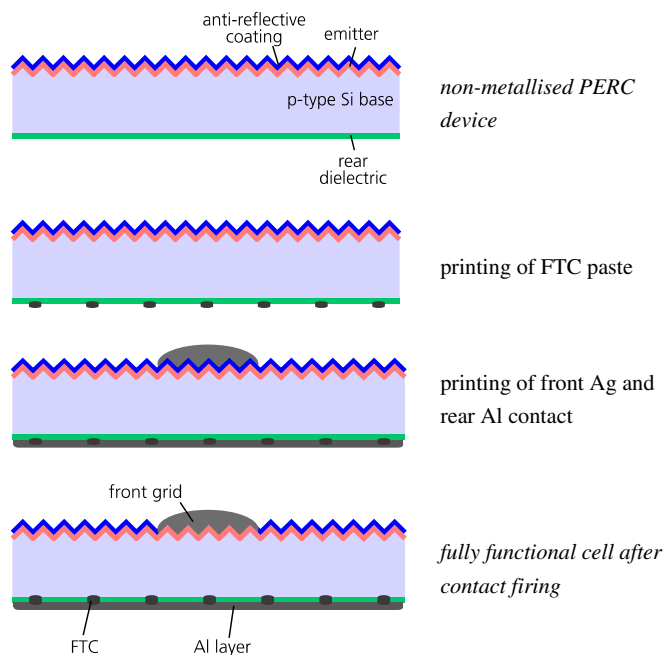 anti-reflective
coating
emitter
p-type Si base
rear
dielectric
non-metallised PERC
device
printing of FTC paste
printing of front Ag and
rear Al contact
front grid
FTC
Al layer
fully functional cell after
contact firing